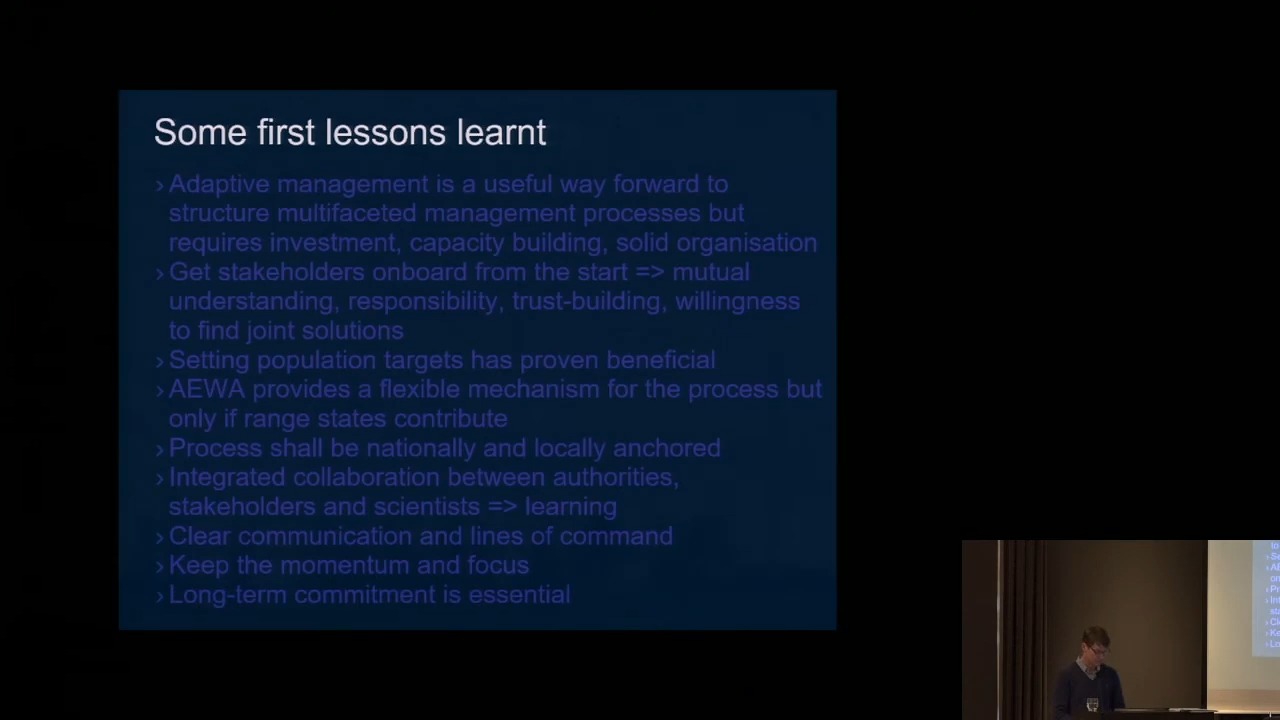 Some first lessons learnt
› Adaptive management is a useful way forward to
structure multifaceted management processes but
requires investment, capacity building, solid organisation
› Get stakeholders onboard from the start => mutual
understanding, responsibility, trust-building, willingness
to find joint solutions
› Setting population targets has proven beneficial
› AEWA provides a flexible mechanism for the process but
only if range states contribute
› Process shall be nationally and locally anchored
› Integrated collaboration between authorities,
stakeholders and scientists => learning
› Clear communication and lines of command
› Keep the momentum and focus
› Long-term commitment is essential